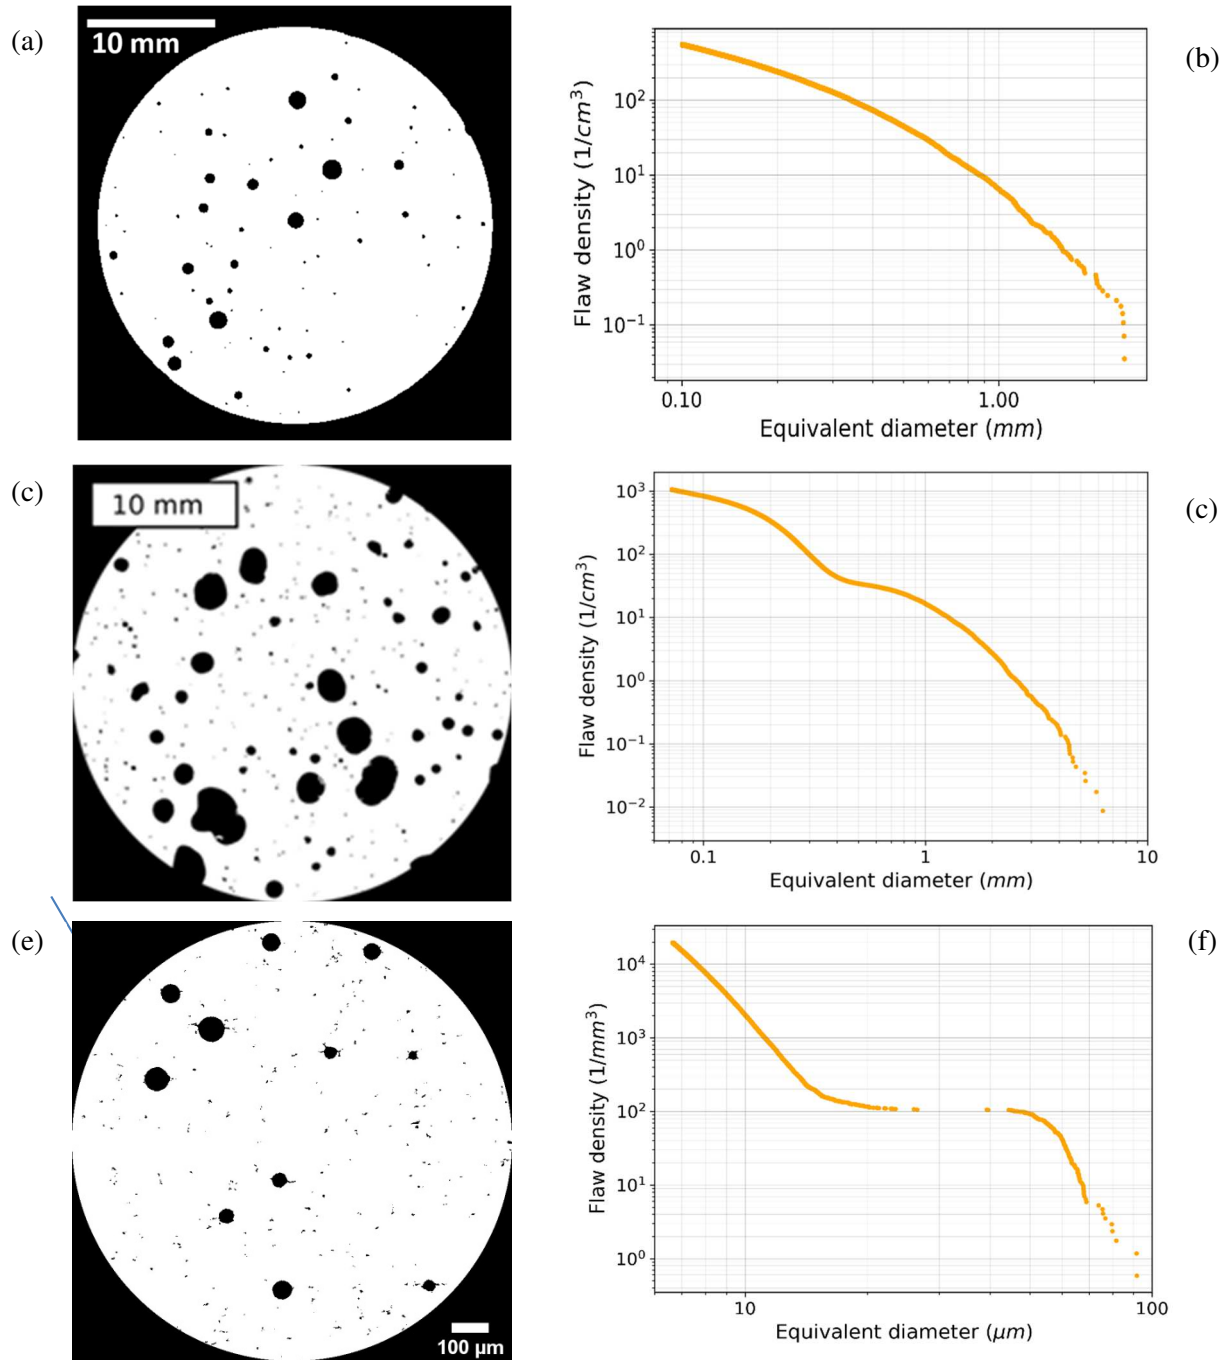 (a)
10 mm
(b)
Flaw density (1/cm³)
10²
10¹
10⁰
10⁻¹
0.10
1.00
Equivalent diameter (mm)
(c)
10 mm
(c)
Flaw density (1/cm³)
10³
10²
10¹
10⁰
10⁻¹
10⁻²
0.1
1
10
Equivalent diameter (mm)
(e)
100 µm
(f)
Flaw density (1/mm³)
10⁴
10³
10²
10¹
10⁰
10
100
Equivalent diameter (µm)